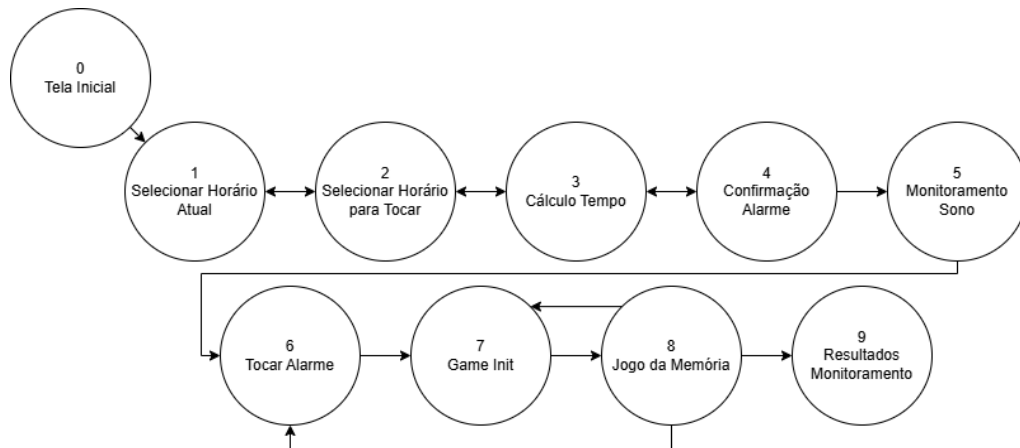 0
Tela Inicial
1
Selecionar Horário
Atual
2
Selecionar Horário
para Tocar
3
Cálculo Tempo
4
Confirmação
Alarme
5
Monitoramento
Sono
6
Tocar Alarme
7
Game Init
8
Jogo da Memória
9
Resultados
Monitoramento